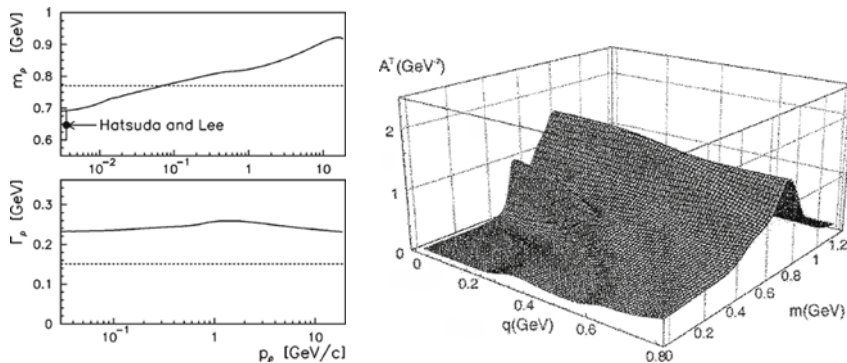 m_ρ [GeV]
1
0.9
0.8
0.7
0.6
Hatsuda and Lee
10⁻² 10⁻¹ 1 10
Γ_ρ [GeV]
0.3
0.2
0.1
0
10⁻¹ 1 10
p_ρ [GeV/c]
Aᵀ(GeV⁻²)
2
1
0
0 0.2 0.4 0.6 0.80
q(GeV)
0.2 0.4 0.6 0.8 1 1.2
m(GeV)